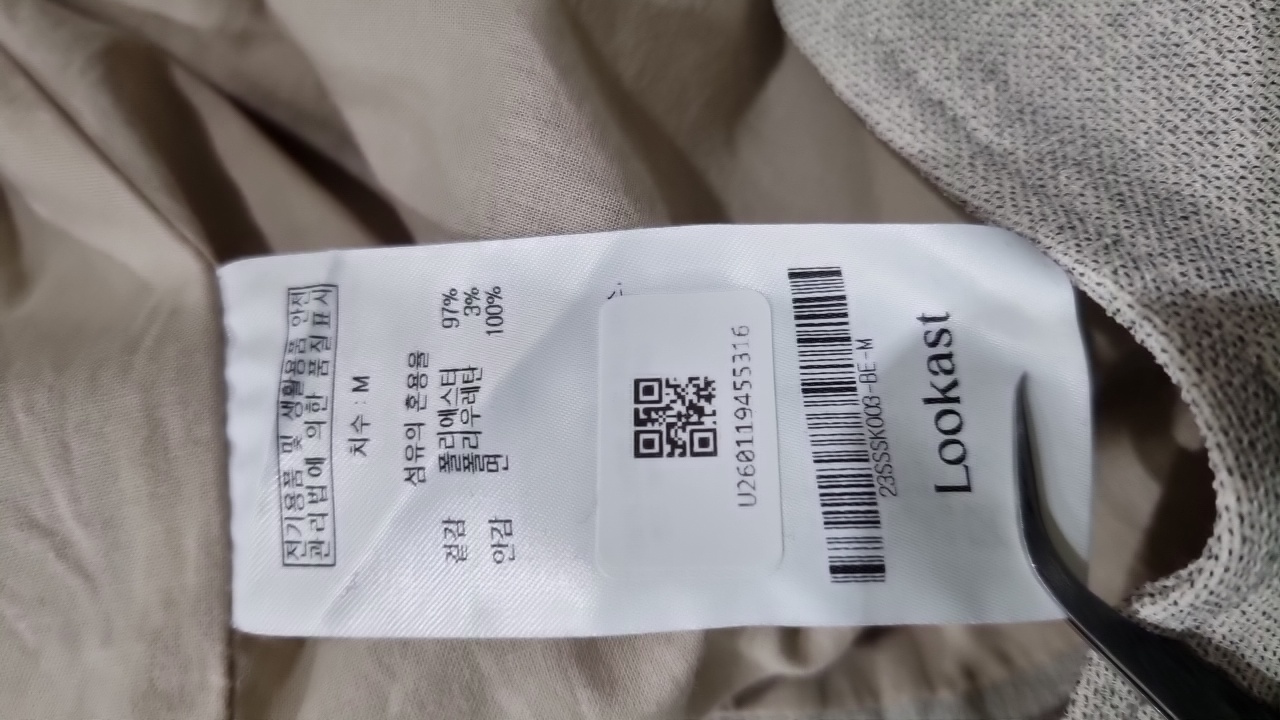 Lookast
23SSSK003-BE-M
U260119455316
겉감 폴리에스터 97%
폴리우레탄 3%
안감 면 100%
섬유의 혼용율
치수 : M
전기용품 및 생활용품 안전
관리법에 의한 품질표시